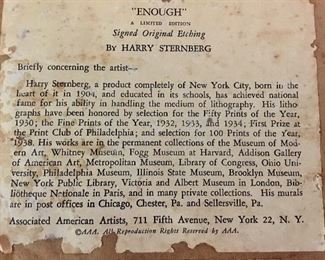 "ENOUGH"
A LIMITED EDITION
Signed Original Etching
By HARRY STERNBERG
Briefly concerning the artist—
Harry Sternberg, a product completely of New York City, born in the
heart of it in 1904, and educated in its schools, has achieved national
fame for his ability in handling the medium of lithography. His litho-
graphs have been honored by selection for the Fifty Prints of the Year,
1930; the Fine Prints of the Year, 1932, 1933, and 1934; First Prize at
the Print Club of Philadelphia; and selection for 100 Prints of the Year,
1938. His works are in the permanent collections of the Museum of Mod-
ern Art, Whitney Museum, Fogg Museum at Harvard, Addison Gallery
of American Art, Metropolitan Museum, Library of Congress, Ohio Uni-
versity, Philadelphia Museum, Illinois State Museum, Brooklyn Museum,
New York Public Library, Victoria and Albert Museum in London, Bib-
liotheque Nationale in Paris, and in many private collections. His murals
are in post offices in Chicago, Chester, Pa. and Sellersville, Pa.
Associated American Artists, 711 Fifth Avenue, New York 22, N. Y.
©AAA. All Reproduction Rights Reserved by AAA.